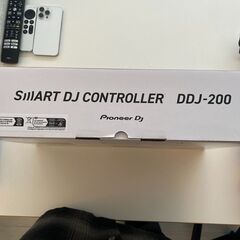 SMART DJ CONTROLLER DDJ-200
Pioneer Dj